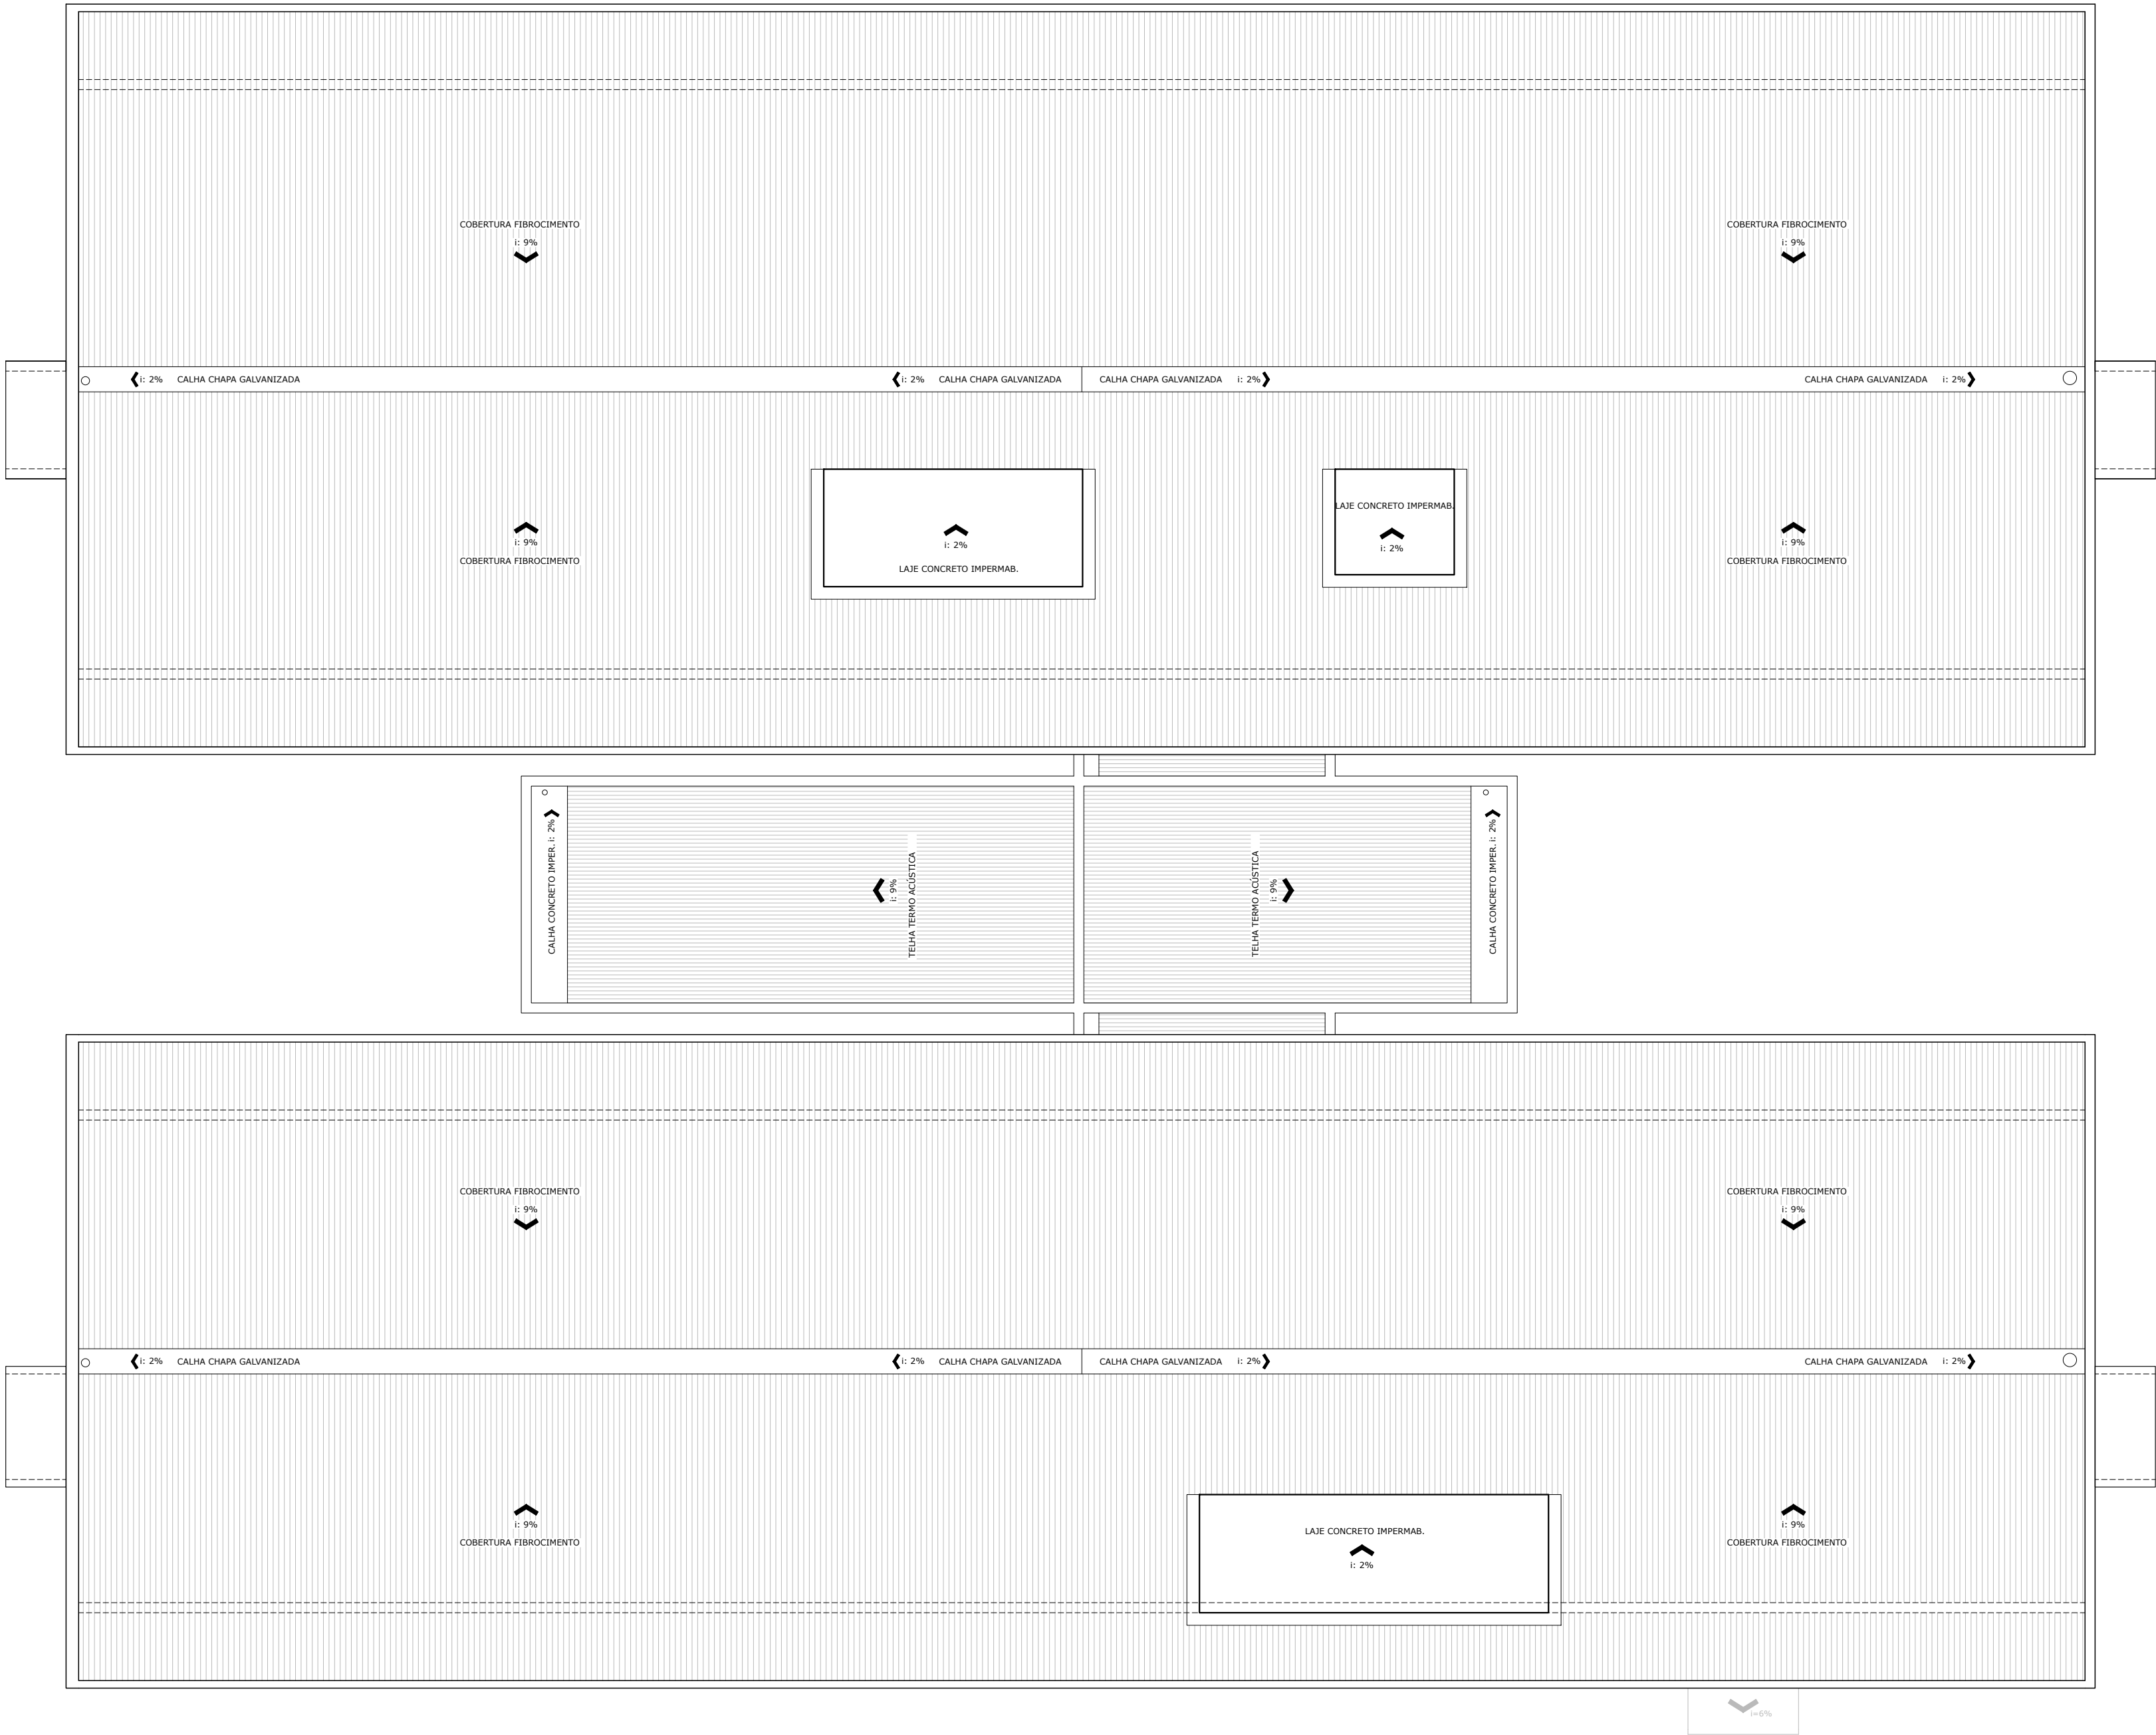 COBERTURA FIBROCIMENTO
i: 9%
COBERTURA FIBROCIMENTO
i: 9%
i: 2% CALHA CHAPA GALVANIZADA
i: 2% CALHA CHAPA GALVANIZADA
CALHA CHAPA GALVANIZADA i: 2%
CALHA CHAPA GALVANIZADA i: 2%
i: 9%
COBERTURA FIBROCIMENTO
i: 2%
LAJE CONCRETO IMPERMAB.
LAJE CONCRETO IMPERMAB.
i: 2%
i: 9%
COBERTURA FIBROCIMENTO
CALHA CONCRETO IMPER. i: 2%
i: 9%
TELHA TERMO ACÚSTICA
TELHA TERMO ACÚSTICA
i: 9%
CALHA CONCRETO IMPER. i: 2%
COBERTURA FIBROCIMENTO
i: 9%
COBERTURA FIBROCIMENTO
i: 9%
i: 2% CALHA CHAPA GALVANIZADA
i: 2% CALHA CHAPA GALVANIZADA
CALHA CHAPA GALVANIZADA i: 2%
CALHA CHAPA GALVANIZADA i: 2%
i: 9%
COBERTURA FIBROCIMENTO
LAJE CONCRETO IMPERMAB.
i: 2%
i: 9%
COBERTURA FIBROCIMENTO
i=6%